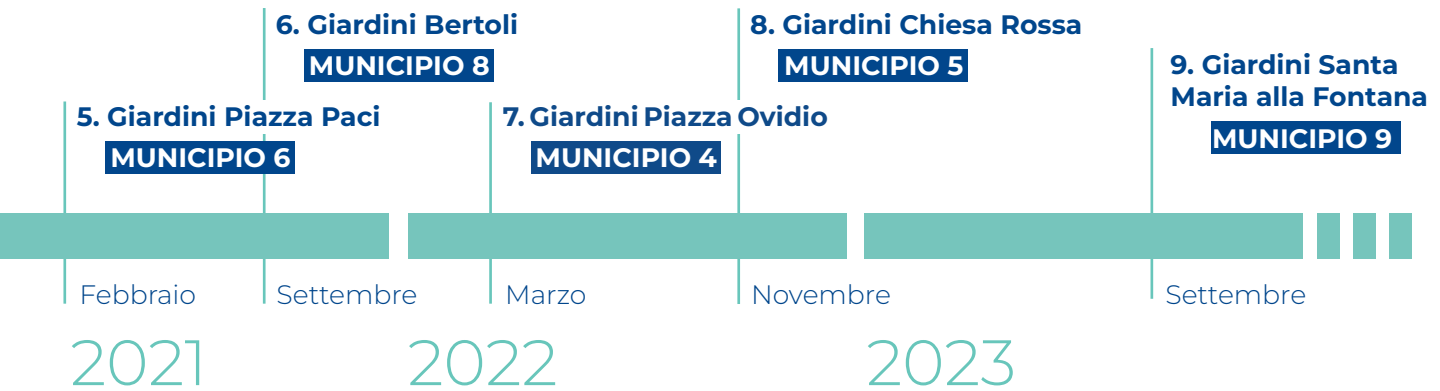 5. Giardini Piazza Paci
MUNICIPIO 6
6. Giardini Bertoli
MUNICIPIO 8
7. Giardini Piazza Ovidio
MUNICIPIO 4
8. Giardini Chiesa Rossa
MUNICIPIO 5
9. Giardini Santa
Maria alla Fontana
MUNICIPIO 9
Febbraio
Settembre
Marzo
Novembre
Settembre
2021
2022
2023